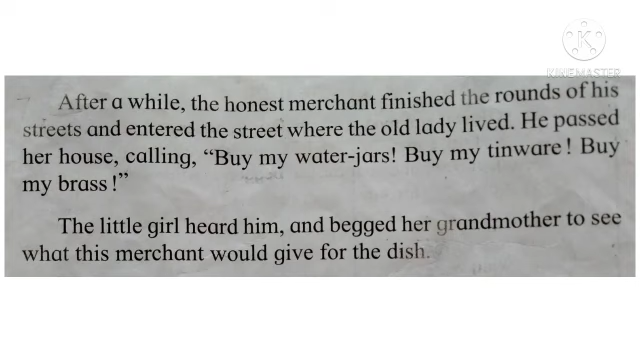 KINEMASTER
After a while, the honest merchant finished the rounds of his
streets and entered the street where the old lady lived. He passed
her house, calling, “Buy my water-jars! Buy my tinware! Buy
my brass!”
The little girl heard him, and begged her grandmother to see
what this merchant would give for the dish.